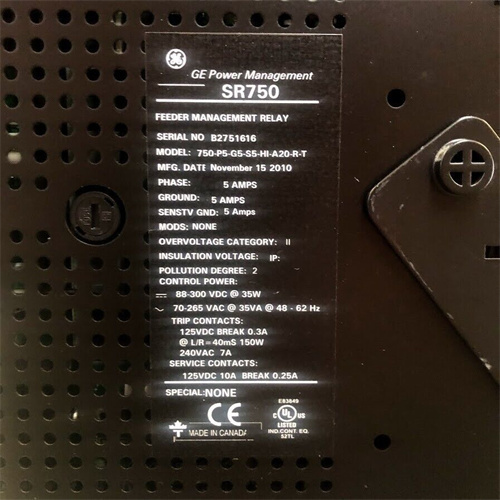 GE Power Management
SR750
FEEDER MANAGEMENT RELAY
SERIAL NO B2751616
MODEL: 750-P5-G5-S5-HI-A20-R-T
MFG. DATE November 15 2010
PHASE: 5 AMPS
GROUND: 5 AMPS
SENSTV GND: 5 Amps
MODS: NONE
OVERVOLTAGE CATEGORY: II
INSULATION VOLTAGE: IP:
POLLUTION DEGREE: 2
CONTROL POWER:
88-300 VDC @ 35W
70-265 VAC @ 35VA @ 48 - 62 Hz
TRIP CONTACTS:
125VDC BREAK 0.3A
@ L/R = 40mS 150W
240VAC 7A
SERVICE CONTACTS:
125VDC 10A BREAK 0.25A
SPECIAL: NONE
CE
MADE IN CANADA
E83849
C UL US
LISTED
IND.CONT. EQ.
52TL